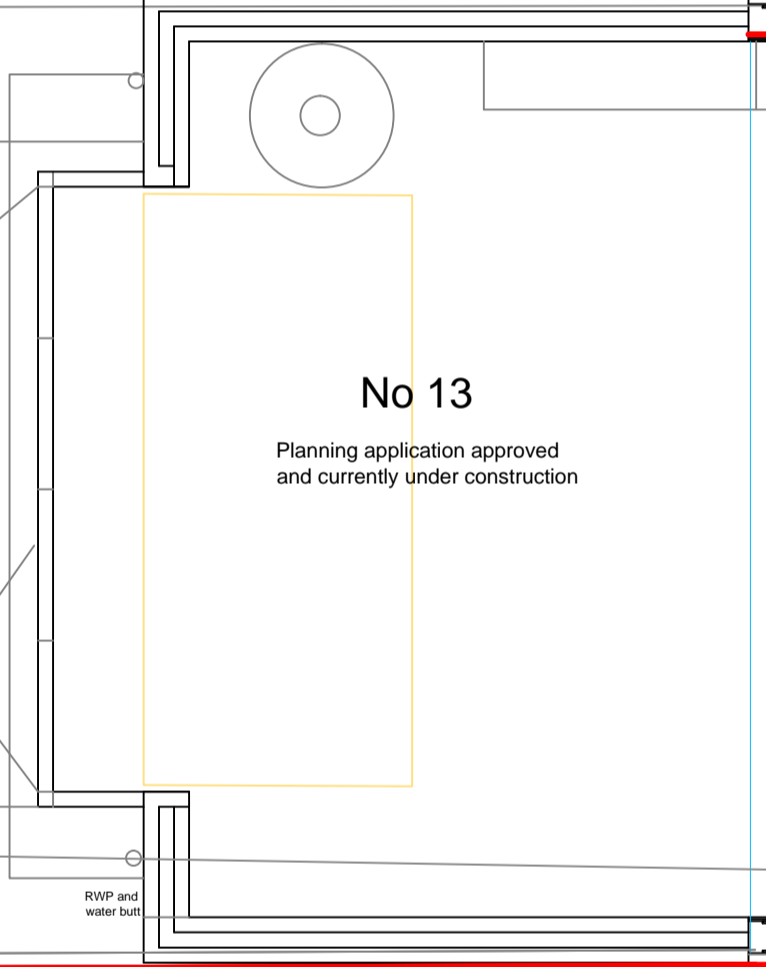 No 13
Planning application approved
and currently under construction
RWP and
water butt